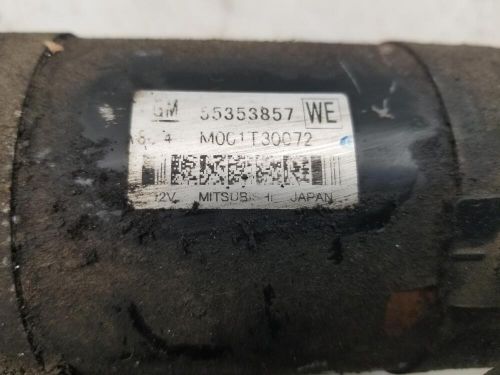 GM 55353857 WE
M001T30072
12V MITSUBISHI JAPAN